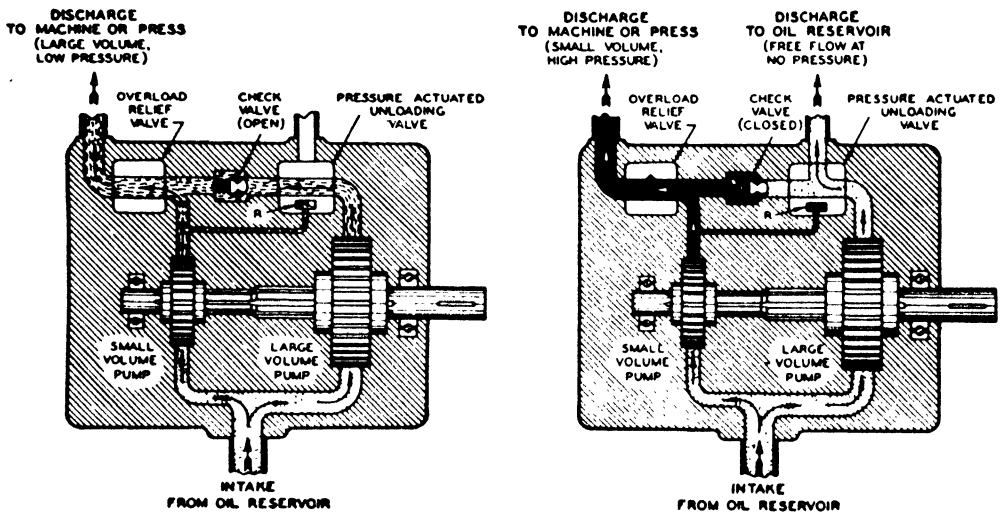 DISCHARGE
TO MACHINE OR PRESS
(LARGE VOLUME,
LOW PRESSURE)
OVERLOAD
RELIEF
VALVE
CHECK
VALVE
(OPEN)
PRESSURE ACTUATED
UNLOADING
VALVE
R
SMALL
VOLUME
PUMP
LARGE
VOLUME
PUMP
INTAKE
FROM OIL RESERVOIR
DISCHARGE
TO MACHINE OR PRESS
(SMALL VOLUME,
HIGH PRESSURE)
DISCHARGE
TO OIL RESERVOIR
(FREE FLOW AT
NO PRESSURE)
OVERLOAD
RELIEF
VALVE
CHECK
VALVE
(CLOSED)
PRESSURE ACTUATED
UNLOADING
VALVE
R
SMALL
VOLUME
PUMP
LARGE
VOLUME
PUMP
INTAKE
FROM OIL RESERVOIR